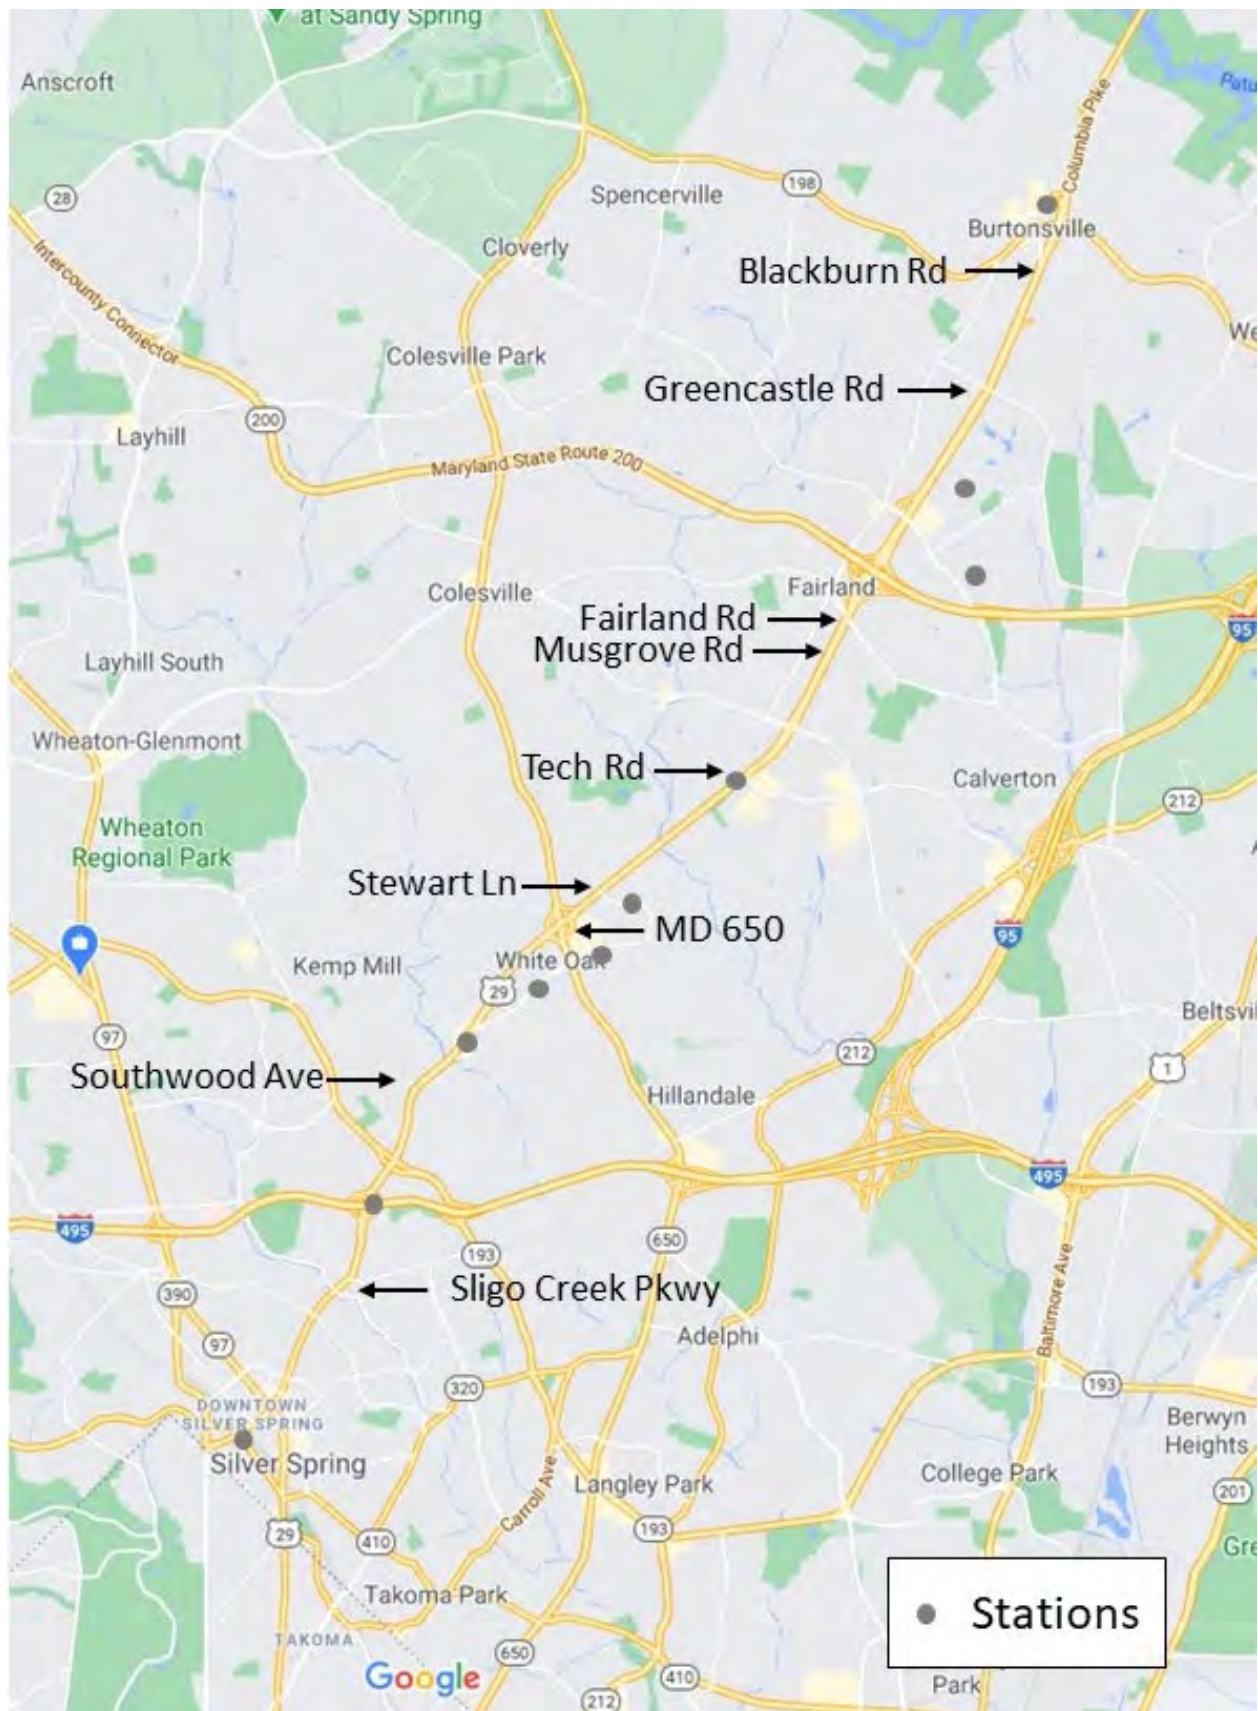 at Sandy Spring
Anscroft
Patu
Columbia Pike
198
Spencerville
28
Burtonsville
Cloverly
Intercounty Connector
Blackburn Rd
We
Colesville Park
Greencastle Rd
200
Layhill
Maryland State Route 200
Colesville
Fairland
Fairland Rd
95
Musgrove Rd
Layhill South
Wheaton-Glenmont
Tech Rd
Calverton
212
Wheaton
Regional Park
Stewart Ln
MD 650
95
Kemp Mill
White Oak
29
97
Beltsvil
212
1
Southwood Ave
Hillandale
495
495
650
193
Sligo Creek Pkwy
390
Baltimore Ave
97
Adelphi
320
193
DOWNTOWN
SILVER SPRING
Berwyn
Heights
Silver Spring
Langley Park
College Park
Carroll Ave
201
29
193
410
Gre
Takoma Park
Stations
TAKOMA
650
Google
410
Park
212